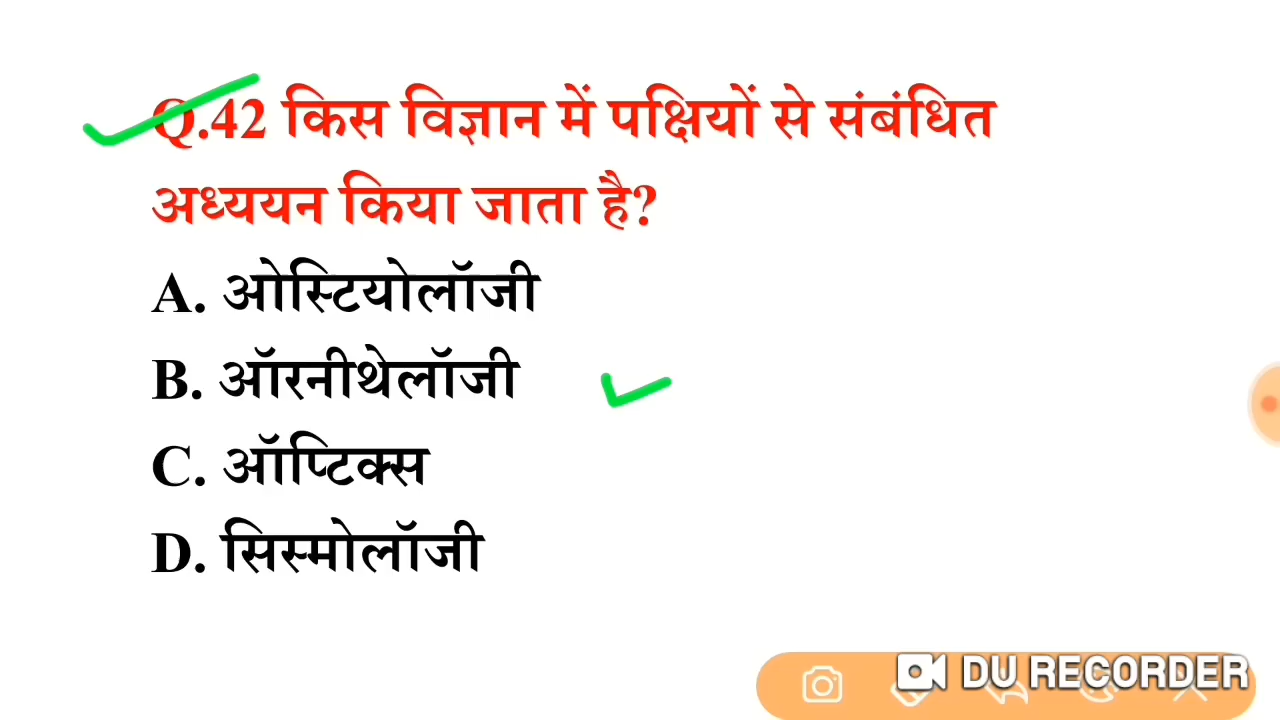 Q.42 किस विज्ञान में पक्षियों से संबंधित
अध्ययन किया जाता है?
A. ओस्टियोलॉजी
B. ऑरनीथेलॉजी
C. ऑप्टिक्स
D. सिस्मोलॉजी
DU RECORDER